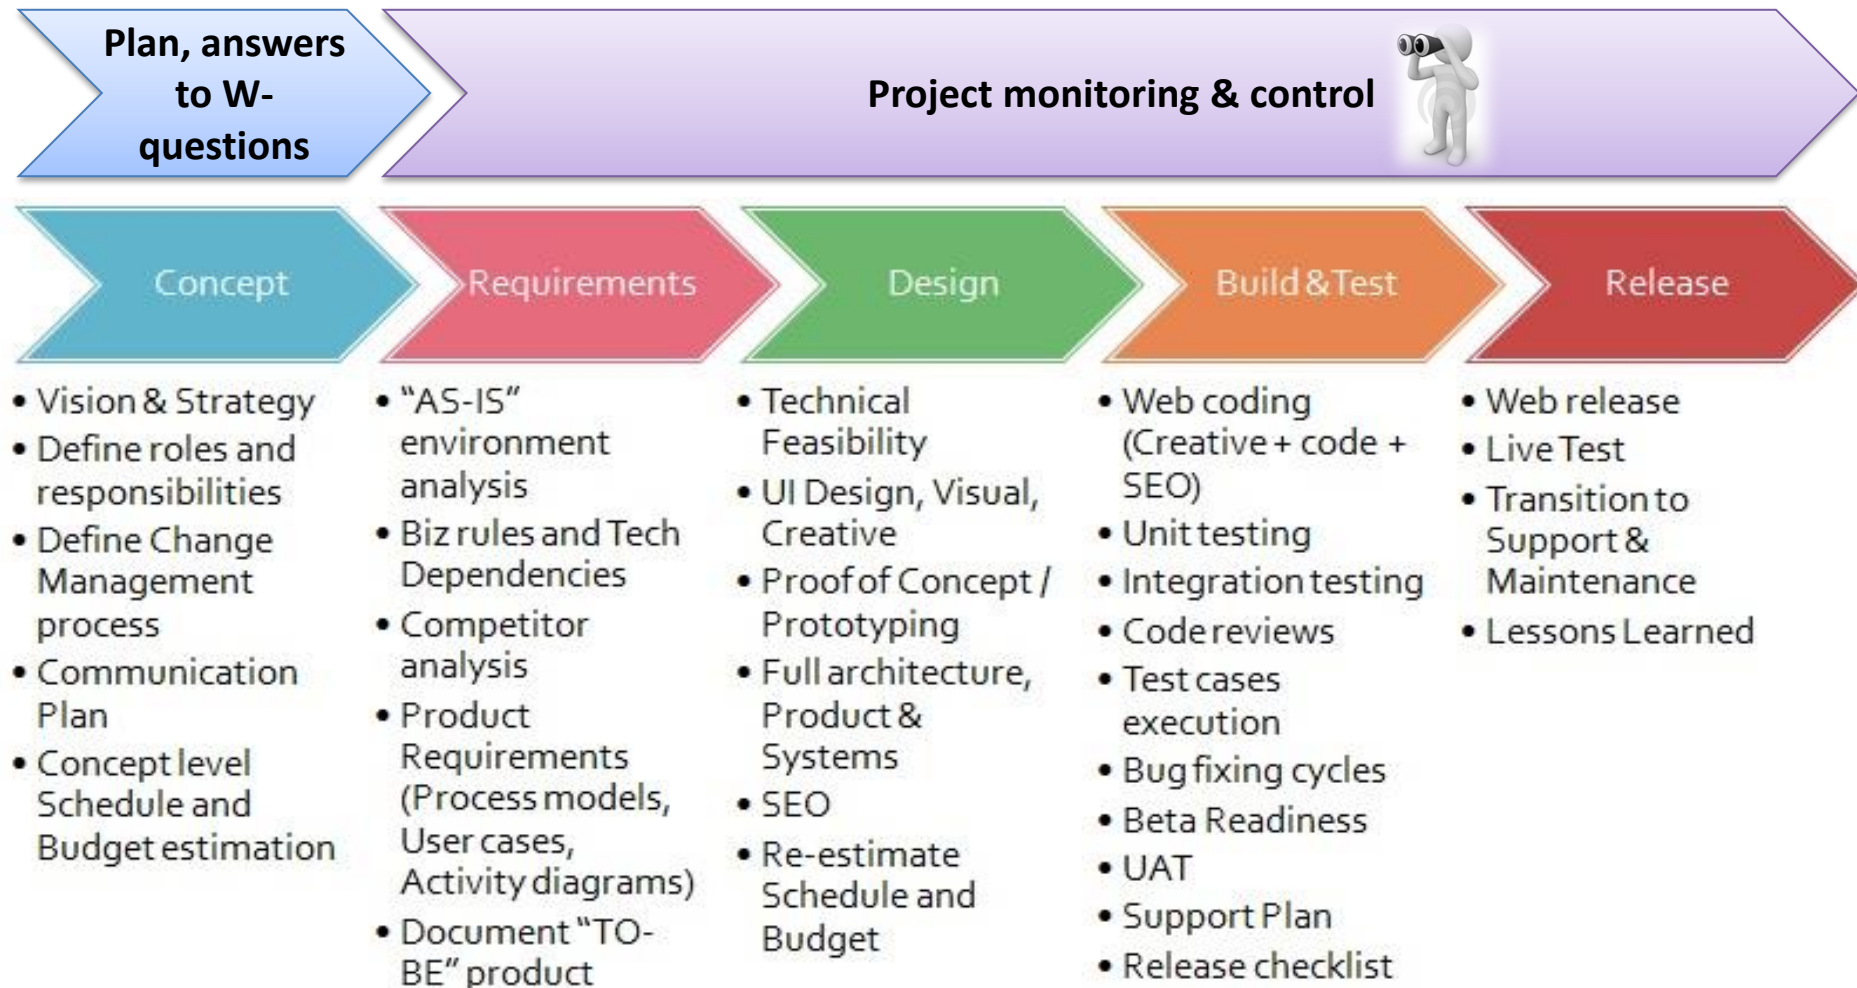 Plan, answers
to W-
questions
Project monitoring & control
Concept
Requirements
Design
Build & Test
Release
• Vision & Strategy
• Define roles and
responsibilities
• Define Change
Management
process
• Communication
Plan
• Concept level
Schedule and
Budget estimation
• “AS-IS”
environment
analysis
• Biz rules and Tech
Dependencies
• Competitor
analysis
• Product
Requirements
(Process models,
User cases,
Activity diagrams)
• Document “TO-
BE” product
• Technical
Feasibility
• UI Design, Visual,
Creative
• Proof of Concept /
Prototyping
• Full architecture,
Product &
Systems
• SEO
• Re-estimate
Schedule and
Budget
• Web coding
(Creative + code +
SEO)
• Unit testing
• Integration testing
• Code reviews
• Test cases
execution
• Bug fixing cycles
• Beta Readiness
• UAT
• Support Plan
• Release checklist
• Web release
• Live Test
• Transition to
Support &
Maintenance
• Lessons Learned